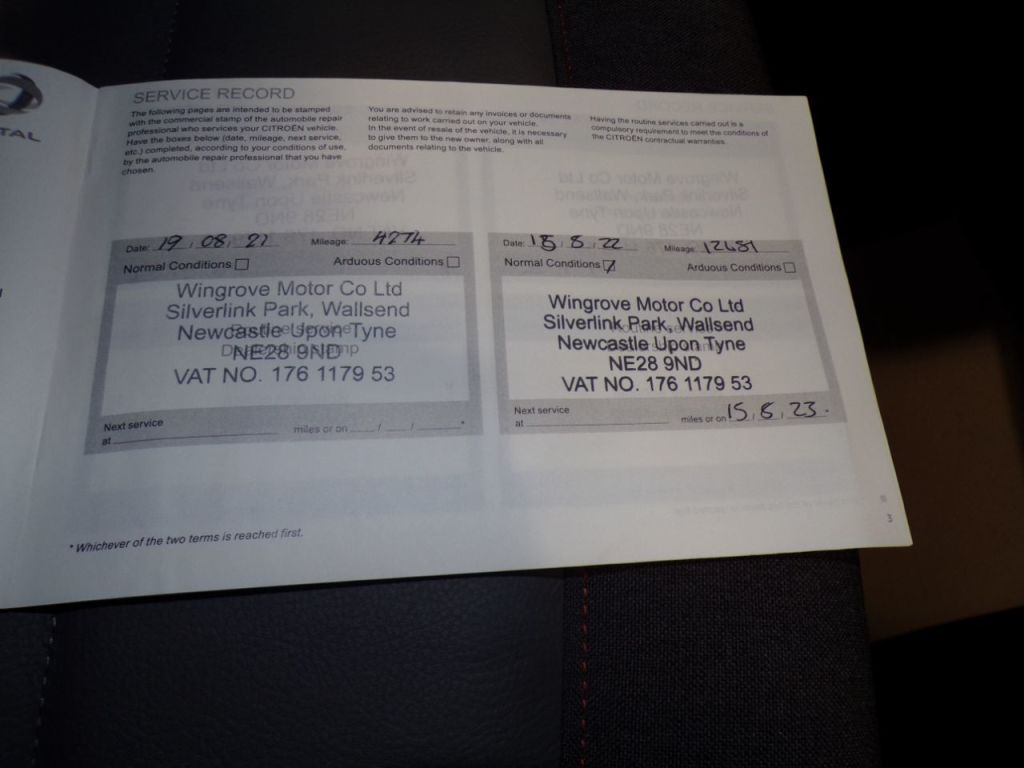 TAL
SERVICE RECORD
The following pages are intended to be stamped
with the commercial stamp of the automobile repair
professional who services your CITROËN vehicle.
Have the boxes below (date, mileage, next service,
etc.) completed, according to your conditions of use,
by the automobile repair professional that you have
chosen.
You are advised to retain any invoices or documents
relating to work carried out on your vehicle.
In the event of resale of the vehicle, it is necessary
to give them to the new owner, along with all
documents relating to the vehicle.
Having the routine services carried out is a
compulsory requirement to meet the conditions of
the CITROËN contractual warranties.
Date: 19 / 08 / 21 Mileage: 4274
Normal Conditions Arduous Conditions
Wingrove Motor Co Ltd
Silverlink Park, Wallsend
Newcastle Upon Tyne
NE28 9ND
VAT NO. 176 1179 53
Next service
at miles or on / / *
Date: 15 / 8 / 22 Mileage: 12681
Normal Conditions Arduous Conditions
Wingrove Motor Co Ltd
Silverlink Park, Wallsend
Newcastle Upon Tyne
NE28 9ND
VAT NO. 176 1179 53
Next service
at miles or on 15 / 8 / 23 .
* Whichever of the two terms is reached first.
3